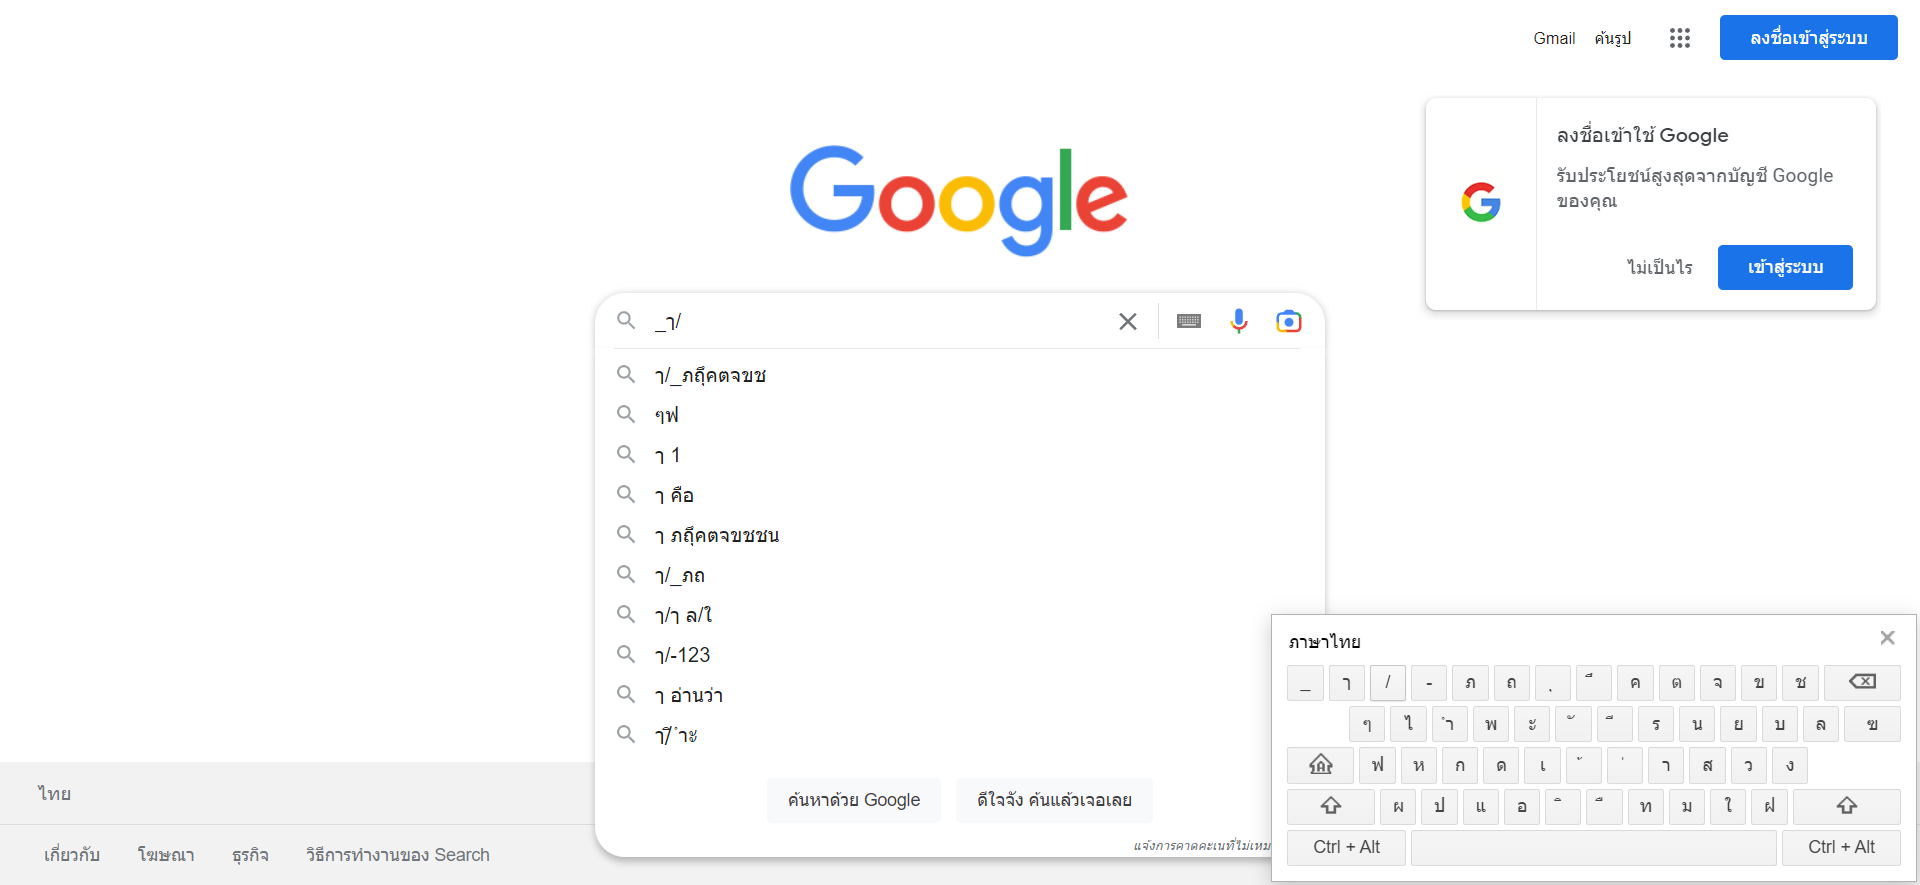 Gmail ค้นรูป ลงชื่อเข้าสู่ระบบ
Google
ลงชื่อเข้าใช้ Google
รับประโยชน์สูงสุดจากบัญชี Google
ของคุณ
ไม่เป็นไร เข้าสู่ระบบ
_ๅ/
ๅ/_ภถุึคตจขช
ๆฟ
ๅ 1
ๅ คือ
ๅ ภถุึคตจขชชน
ๅ/_ภถ
ๅ/ๅ ล/ใ
ๅ/-123
ๅ อ่านว่า
ค้นหาด้วย Google ดีใจจัง ค้นแล้วเจอเลย
ไทย
เกี่ยวกับ โฆษณา ธุรกิจ วิธีการทำงานของ Search
ภาษาไทย
_ ๅ / - ภ ถ ุ ึ ค ต จ ข ช
ๆ ไ ำ พ ะ ั ี ร น ย บ ล ฃ
ฟ ห ก ด เ ้ ่ า ส ว ง
ผ ป แ อ ิ ื ท ม ใ ฝ
Ctrl + Alt Ctrl + Alt